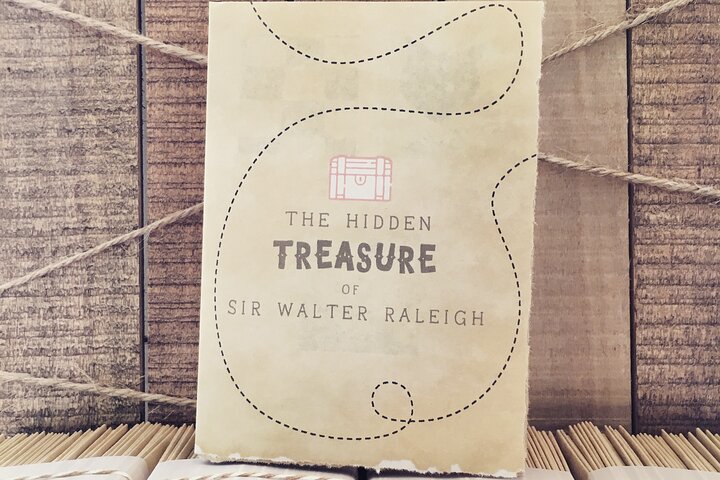 THE HIDDEN
TREASURE
OF
SIR WALTER RALEIGH